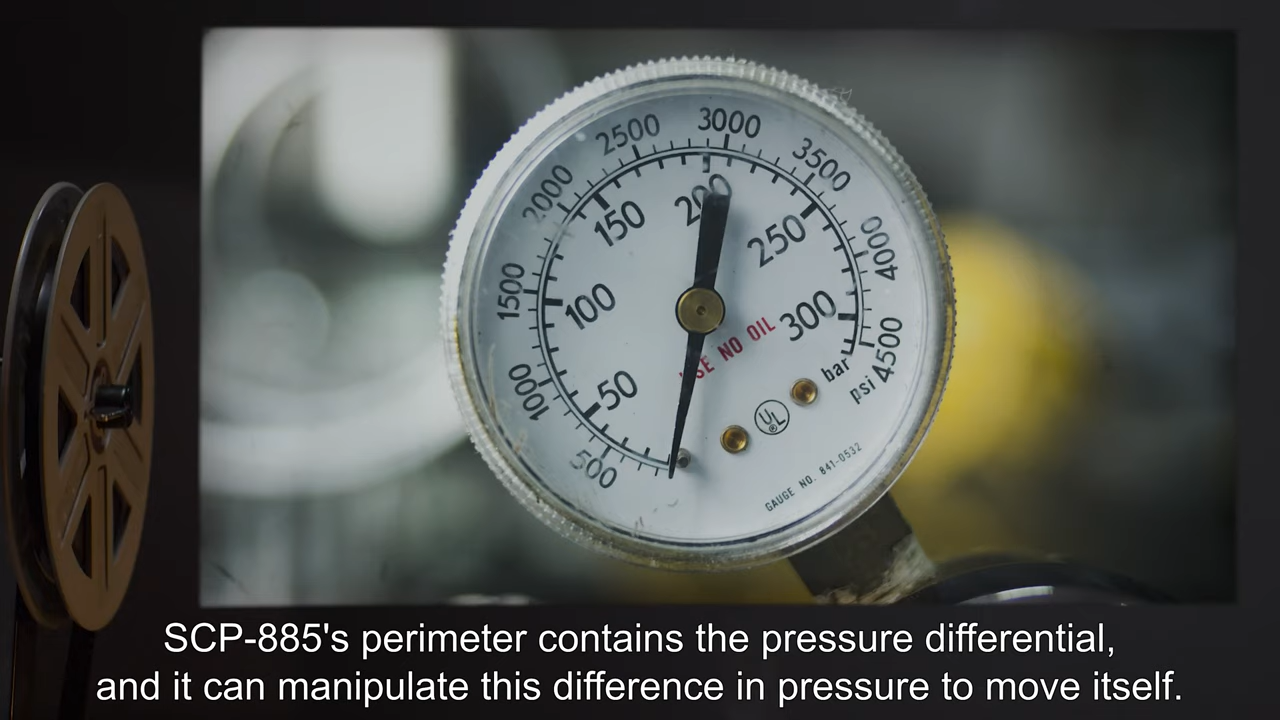 3000
2500
3500
2000
200
150
250
4000
1500
100
300
4500
USE NO OIL
bar
psi
1000
50
500
UL
GAUGE NO. 841-0532
SCP-885's perimeter contains the pressure differential,
and it can manipulate this difference in pressure to move itself.